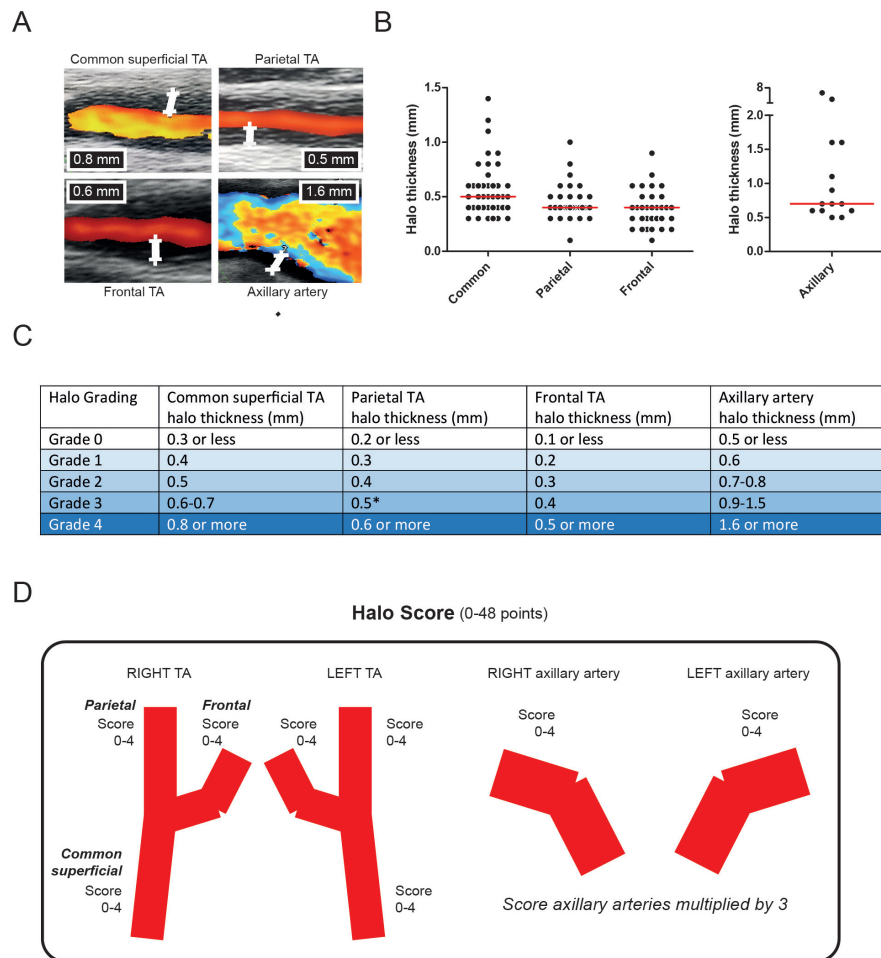 A
Common superficial TA
Parietal TA
0.8 mm
0.5 mm
0.6 mm
1.6 mm
Frontal TA
Axillary artery
B
Halo thickness (mm)
1.5
1.0
0.5
0.0
Common
Parietal
Frontal
Halo thickness (mm)
8
2.0
1.5
1.0
0.5
0.0
Axillary
C
Halo Grading Common superficial TA Parietal TA Frontal TA Axillary artery
halo thickness (mm) halo thickness (mm) halo thickness (mm) halo thickness (mm)
Grade 0 0.3 or less 0.2 or less 0.1 or less 0.5 or less
Grade 1 0.4 0.3 0.2 0.6
Grade 2 0.5 0.4 0.3 0.7-0.8
Grade 3 0.6-0.7 0.5* 0.4 0.9-1.5
Grade 4 0.8 or more 0.6 or more 0.5 or more 1.6 or more
D
Halo Score (0-48 points)
RIGHT TA
LEFT TA
RIGHT axillary artery
LEFT axillary artery
Parietal
Score
0-4
Frontal
Score
0-4
Score
0-4
Score
0-4
Score
0-4
Score
0-4
Common
superficial
Score
0-4
Score
0-4
Score axillary arteries multiplied by 3